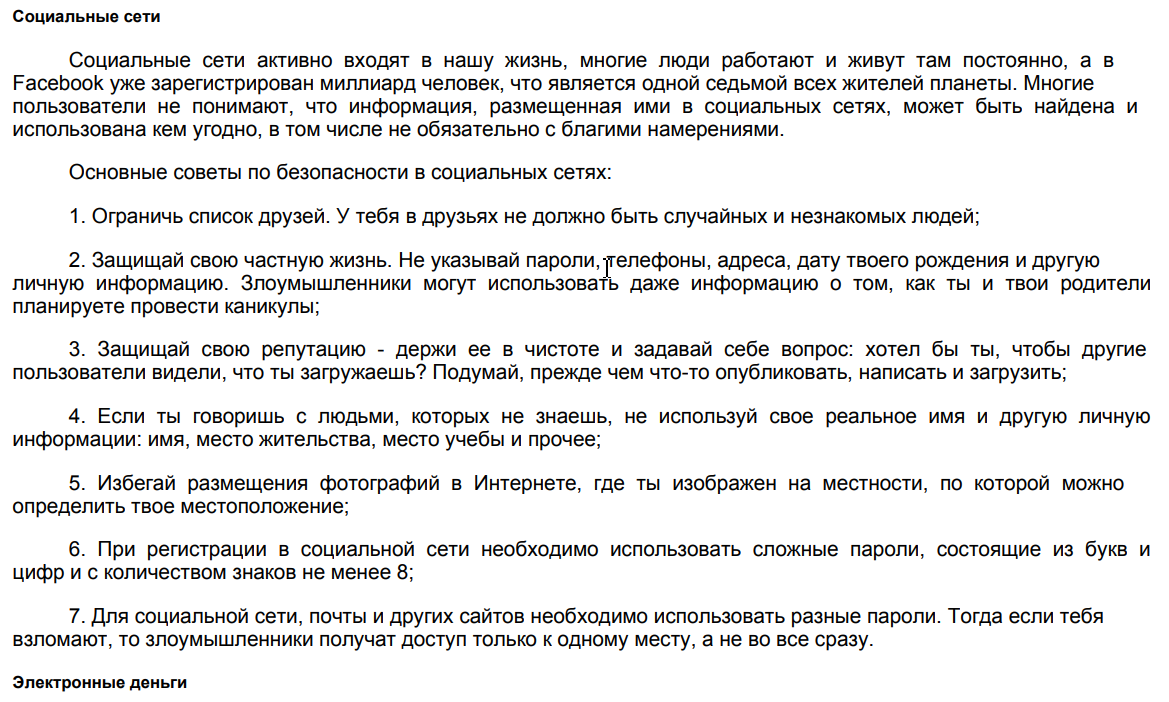 Социальные сети
Социальные сети активно входят в нашу жизнь, многие люди работают и живут там постоянно, а в
Facebook уже зарегистрирован миллиард человек, что является одной седьмой всех жителей планеты. Многие
пользователи не понимают, что информация, размещенная ими в социальных сетях, может быть найдена и
использована кем угодно, в том числе не обязательно с благими намерениями.
Основные советы по безопасности в социальных сетях:
1. Ограничь список друзей. У тебя в друзьях не должно быть случайных и незнакомых людей;
2. Защищай свою частную жизнь. Не указывай пароли, телефоны, адреса, дату твоего рождения и другую
личную информацию. Злоумышленники могут использовать даже информацию о том, как ты и твои родители
планируете провести каникулы;
3. Защищай свою репутацию - держи ее в чистоте и задавай себе вопрос: хотел бы ты, чтобы другие
пользователи видели, что ты загружаешь? Подумай, прежде чем что-то опубликовать, написать и загрузить;
4. Если ты говоришь с людьми, которых не знаешь, не используй свое реальное имя и другую личную
информации: имя, место жительства, место учебы и прочее;
5. Избегай размещения фотографий в Интернете, где ты изображен на местности, по которой можно
определить твое местоположение;
6. При регистрации в социальной сети необходимо использовать сложные пароли, состоящие из букв и
цифр и с количеством знаков не менее 8;
7. Для социальной сети, почты и других сайтов необходимо использовать разные пароли. Тогда если тебя
взломают, то злоумышленники получат доступ только к одному месту, а не во все сразу.
Электронные деньги